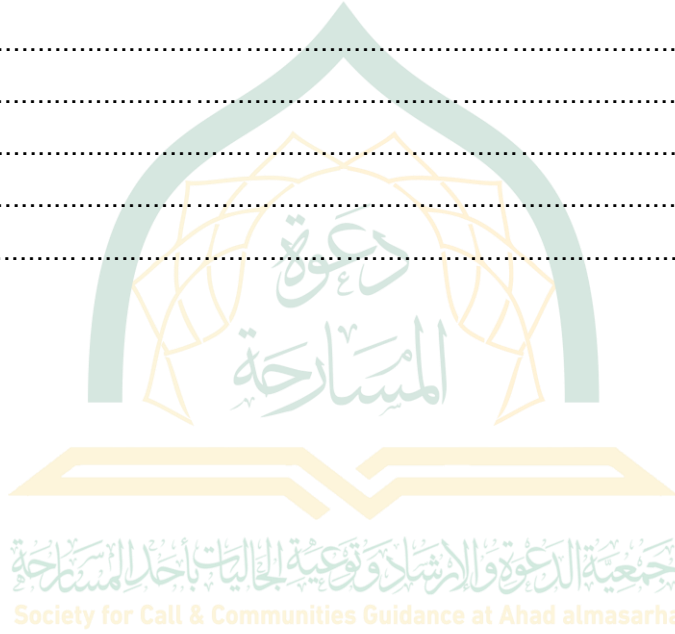 دعوة
المسارحة
جمعية الدعوة والإرشاد وتوعية الجاليات بأحد المسارحة
Society for Call & Communities Guidance at Ahad almasarha